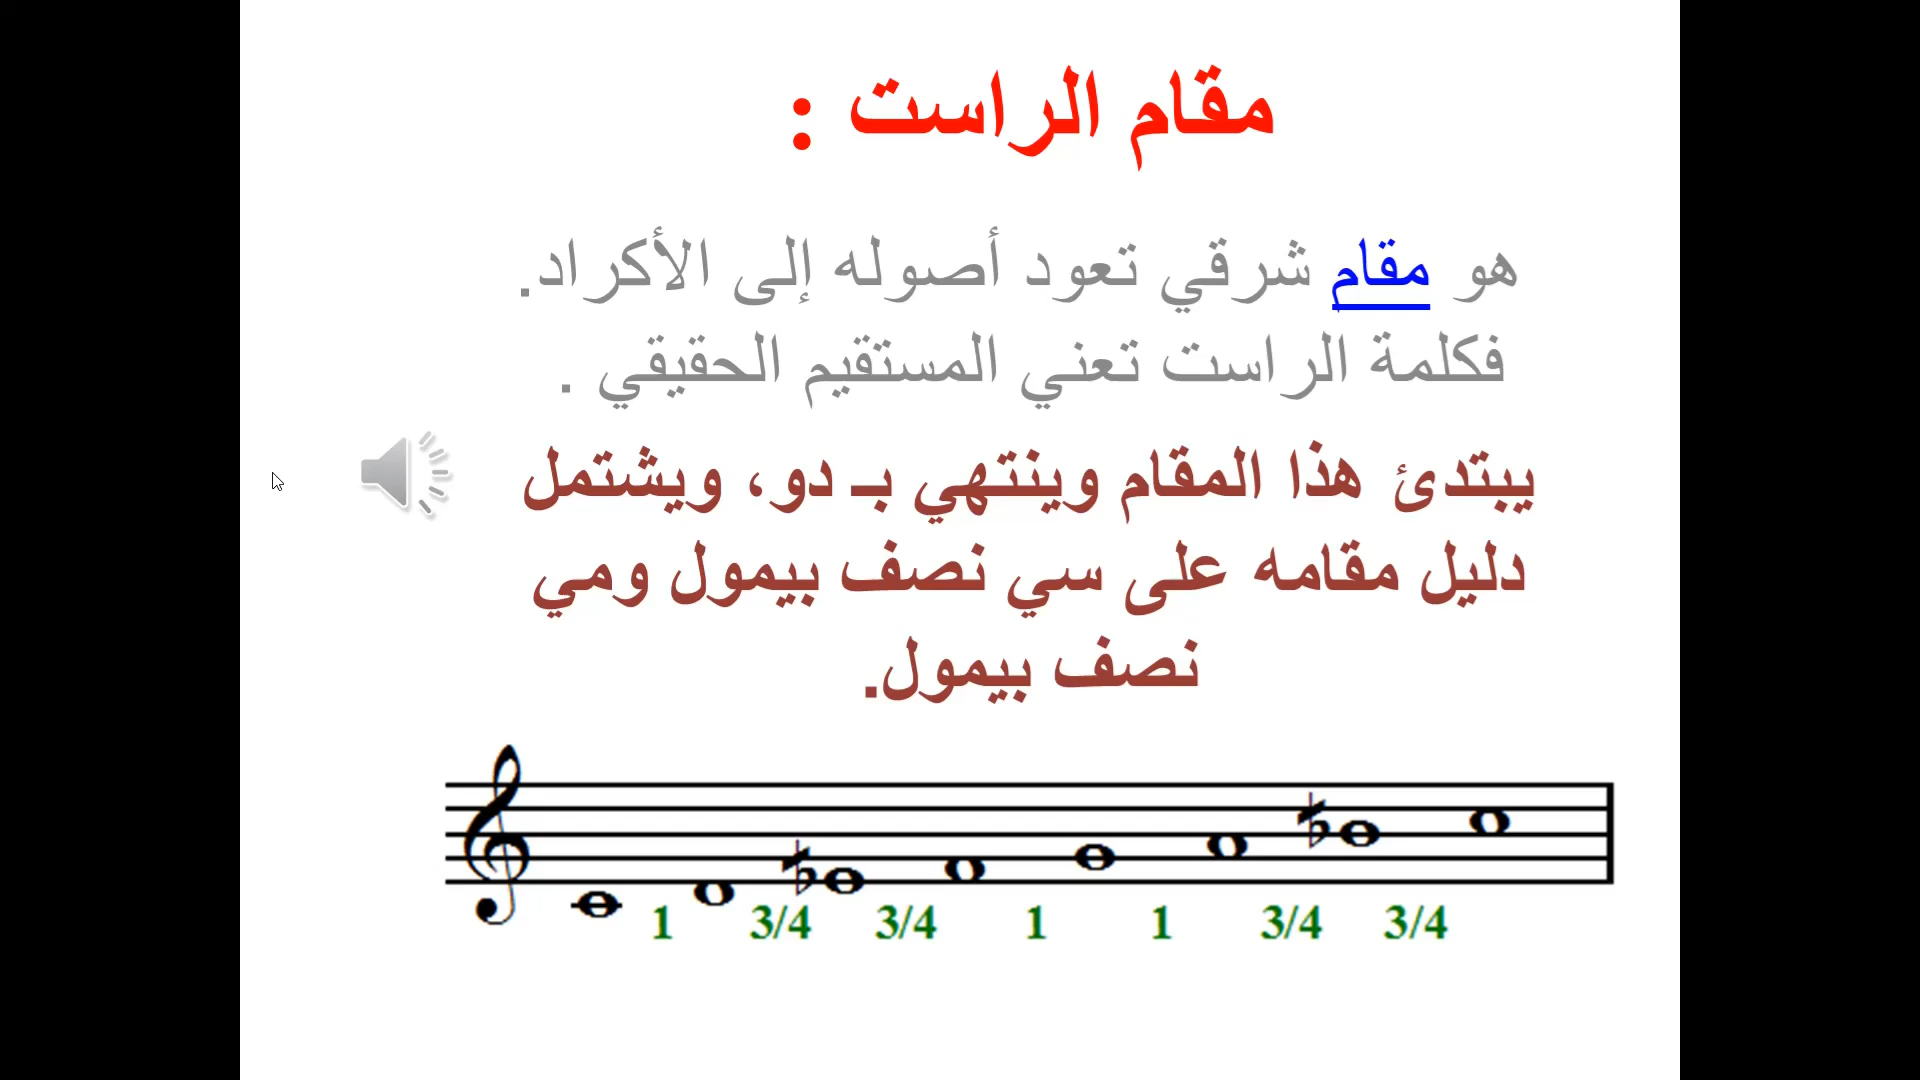 مقام الراست :
هو مقام شرقي تعود أصوله إلى الأكراد.
فكلمة الراست تعني المستقيم الحقيقي .
يبتدئ هذا المقام وينتهي بـ دو، ويشتمل
دليل مقامه على سي نصف بيمول ومي
نصف بيمول.
1 3/4 3/4 1 1 3/4 3/4